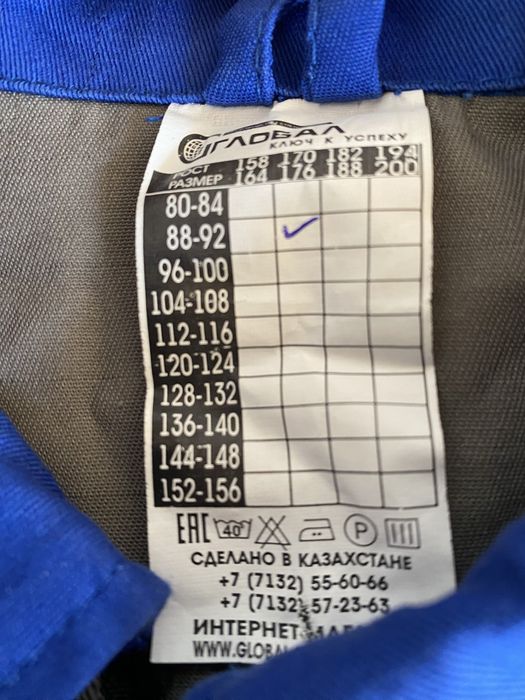 ГЛОБАЛ
КЛЮЧ К УСПЕХУ
РОСТ 158 170 182 194
РАЗМЕР 164 176 188 200
80-84
88-92
96-100
104-108
112-116
120-124
128-132
136-140
144-148
152-156
ЕАС 40° P
СДЕЛАНО В КАЗАХСТАНЕ
+7 (7132) 55-60-66
+7 (7132) 57-23-63
ИНТЕРНЕТ
WWW.GLOBAL